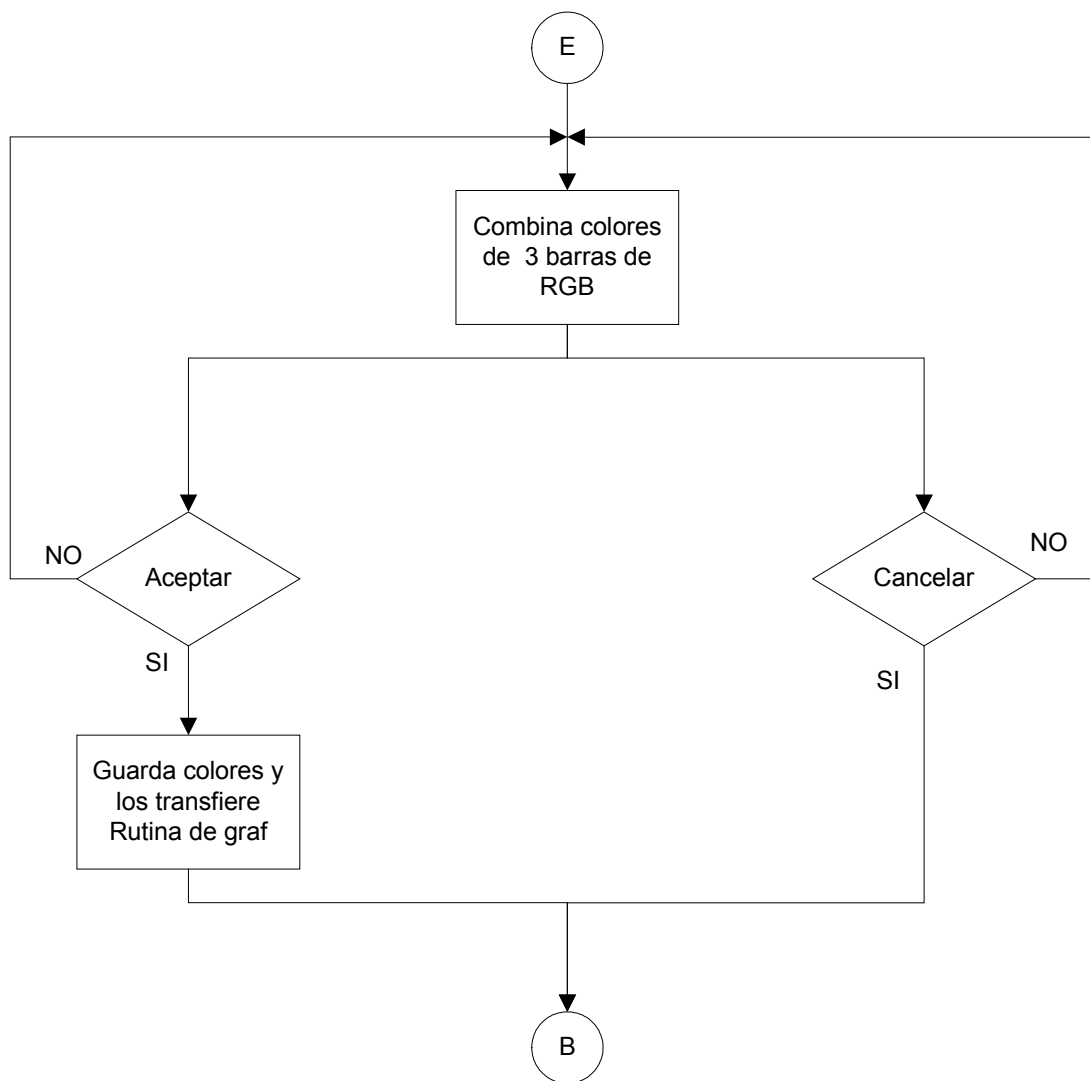 E
Combina colores
de 3 barras de
RGB
NO
Aceptar
SI
NO
Cancelar
SI
Guarda colores y
los transfiere
Rutina de graf
B